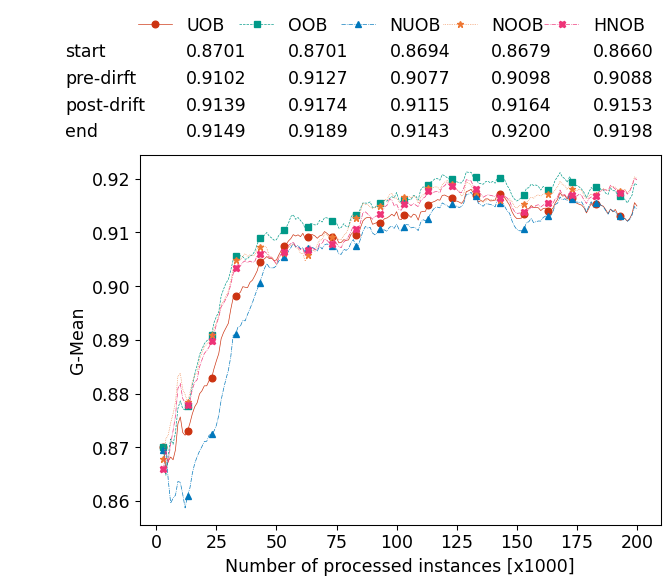 UOB OOB NUOB NOOB HNOB
start 0.8701 0.8701 0.8694 0.8679 0.8660
pre-dirft 0.9102 0.9127 0.9077 0.9098 0.9088
post-drift 0.9139 0.9174 0.9115 0.9164 0.9153
end 0.9149 0.9189 0.9143 0.9200 0.9198
0.92
0.91
0.90
0.89
0.88
0.87
0.86
G-Mean
0 25 50 75 100 125 150 175 200
Number of processed instances [x1000]